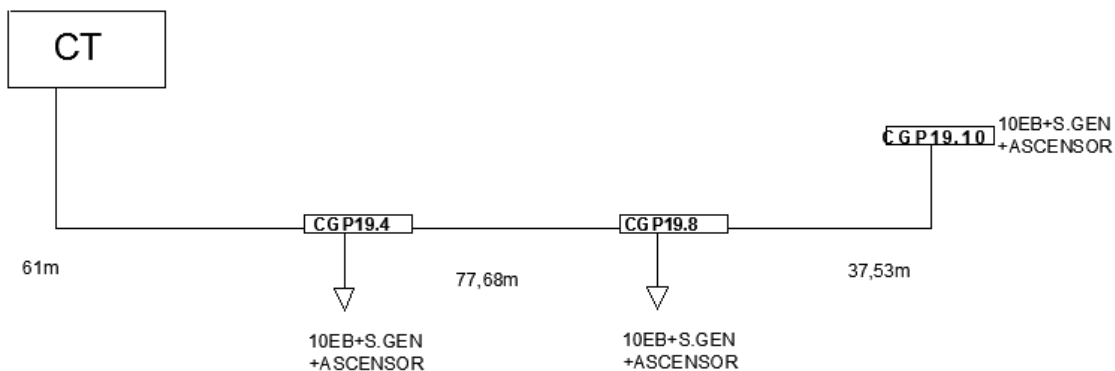 CT
CGP19.10
10EB+S.GEN
+ASCENSOR
CGP19.4
CGP19.8
61m
77,68m
37,53m
10EB+S.GEN
+ASCENSOR
10EB+S.GEN
+ASCENSOR